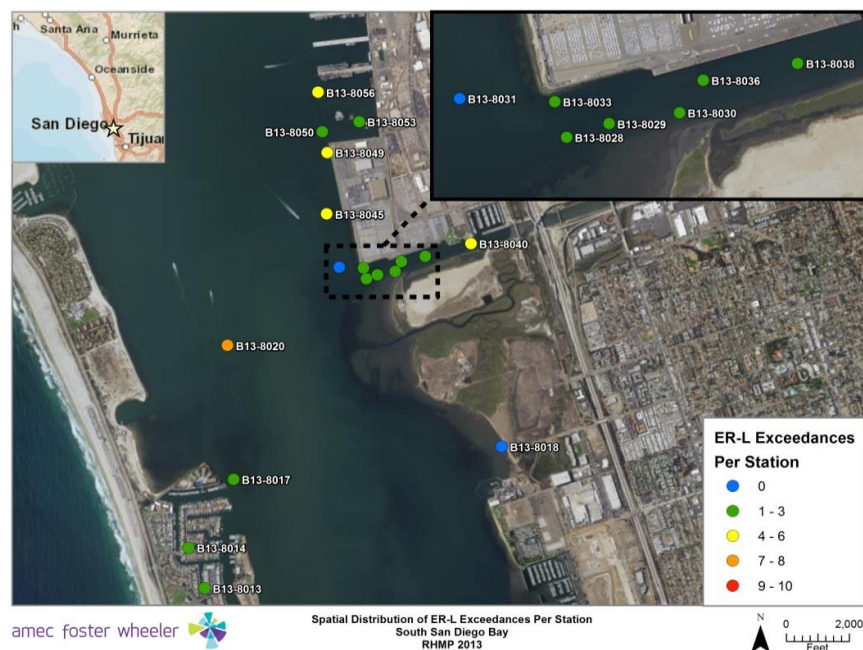 h
Santa Ana
Murrieta
Oceanside
San Diego
Tijua
B13-8056
B13-8050
B13-8053
B13-8049
B13-8045
B13-8040
B13-8031
B13-8033
B13-8028
B13-8029
B13-8030
B13-8036
B13-8038
B13-8020
B13-8018
B13-8017
B13-8014
B13-8013
ER-L Exceedances
Per Station
0
1 - 3
4 - 6
7 - 8
9 - 10
amec foster wheeler
Spatial Distribution of ER-L Exceedances Per Station
South San Diego Bay
RHMP 2013
N
0 2,000
Feet